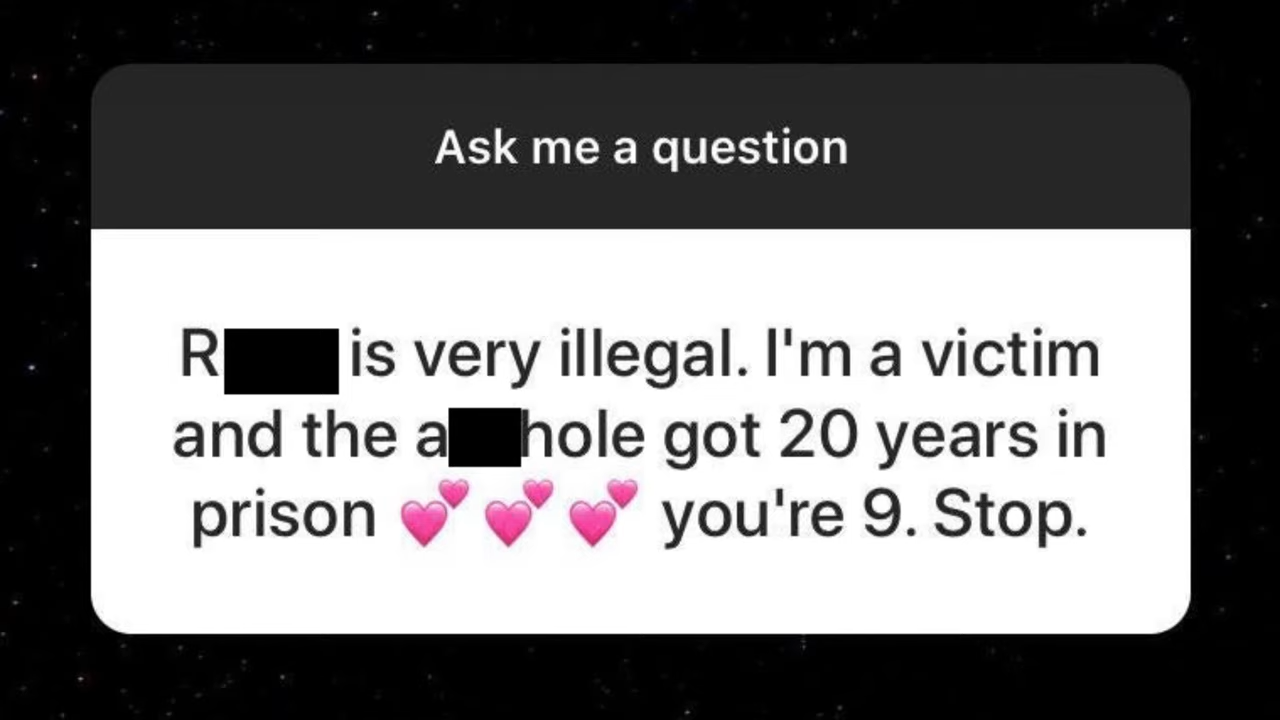 Ask me a question
R is very illegal. I'm a victim
and the a hole got 20 years in
prison 💕 💕 💕 you're 9. Stop.